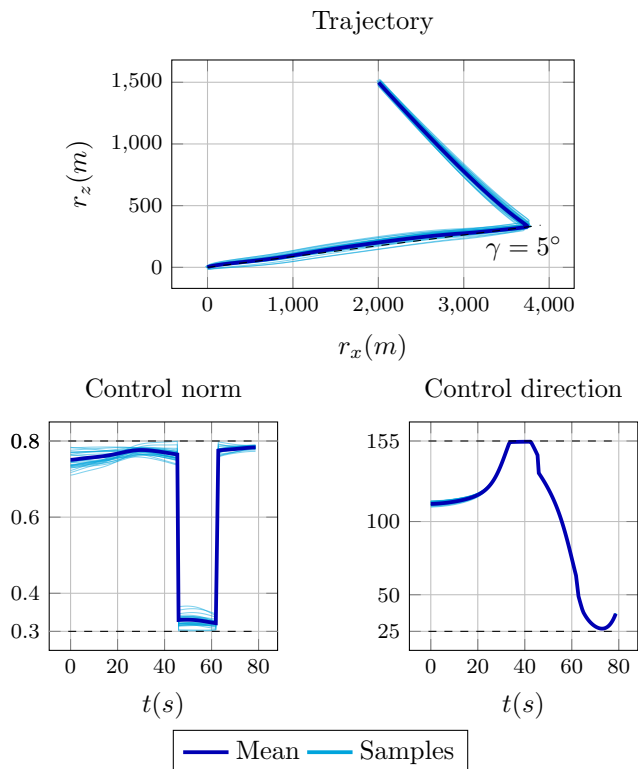 Trajectory
1,500
1,000
500
0
r_z(m)
γ = 5°
0 1,000 2,000 3,000 4,000
r_x(m)
Control norm
0.8
0.6
0.4
0.3
0 20 40 60 80
t(s)
Control direction
155
100
50
25
0 20 40 60 80
t(s)
Mean Samples